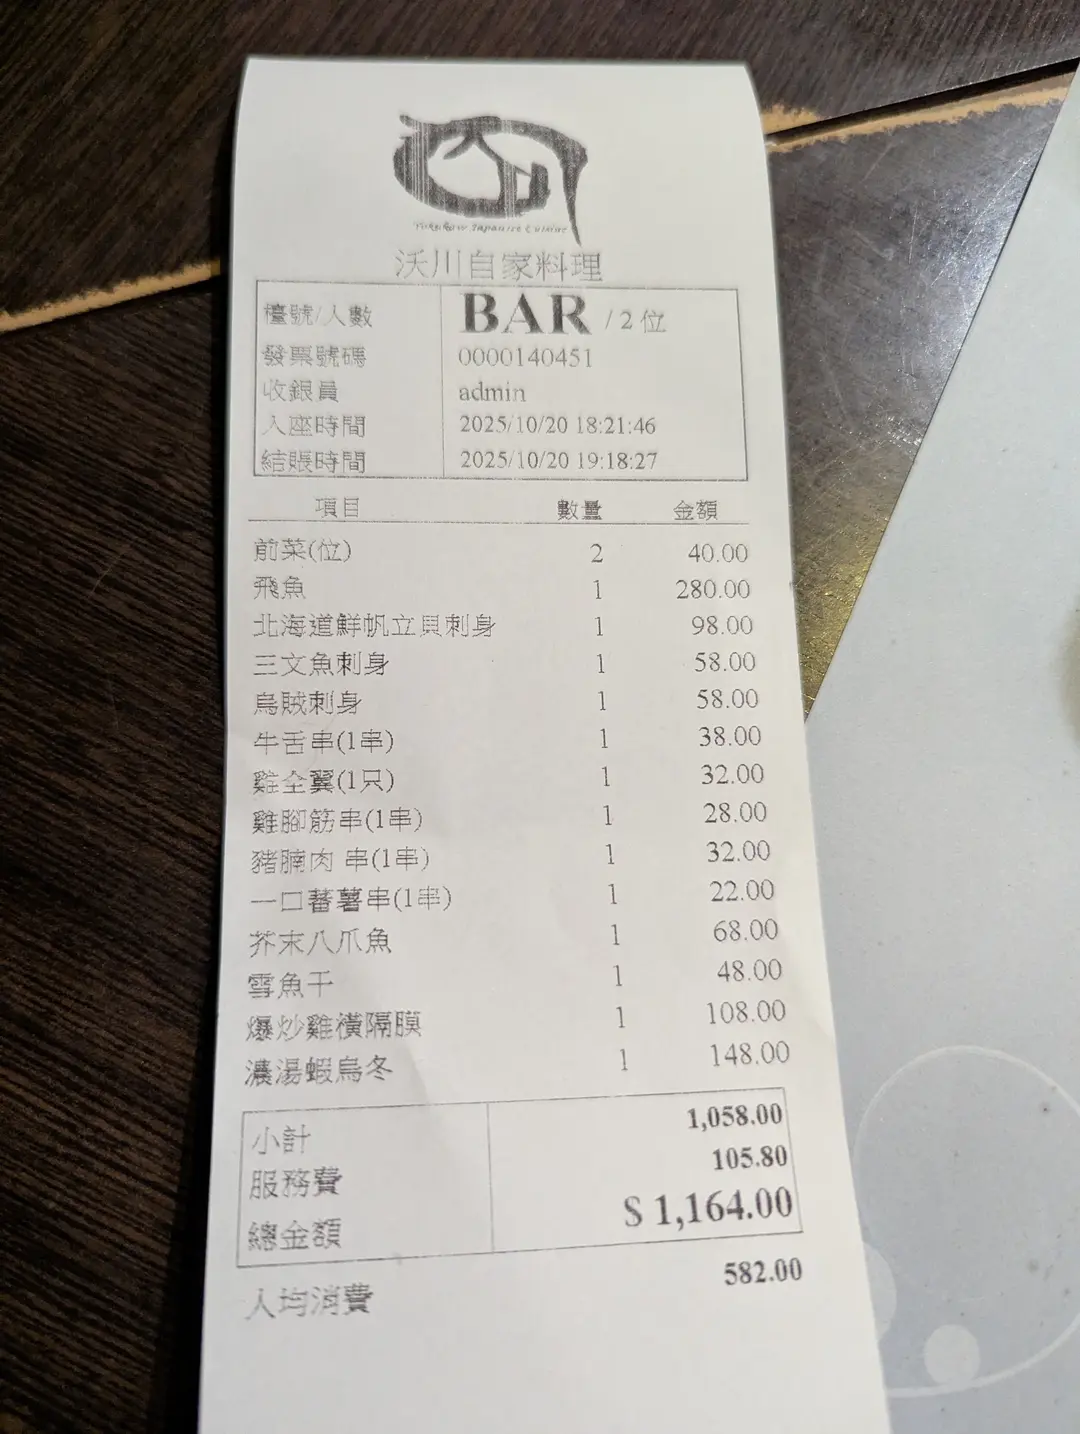 沃川
Yukukaw Japanese Cuisine
沃川自家料理
檯號/人數 BAR / 2 位
發票號碼 0000140451
收銀員 admin
入座時間 2025/10/20 18:21:46
結賬時間 2025/10/20 19:18:27
項目 數量 金額
前菜(位) 2 40.00
飛魚 1 280.00
北海道鮮帆立貝刺身 1 98.00
三文魚刺身 1 58.00
烏賊刺身 1 58.00
牛舌串(1串) 1 38.00
雞全翼(1只) 1 32.00
雞腳筋串(1串) 1 28.00
豬腩肉 串(1串) 1 32.00
一口蕃薯串(1串) 1 22.00
芥末八爪魚 1 68.00
雪魚干 1 48.00
爆炒雞橫隔膜 1 108.00
濃湯蝦烏冬 1 148.00
小計 1,058.00
服務費 105.80
總金額 $ 1,164.00
人均消費 582.00